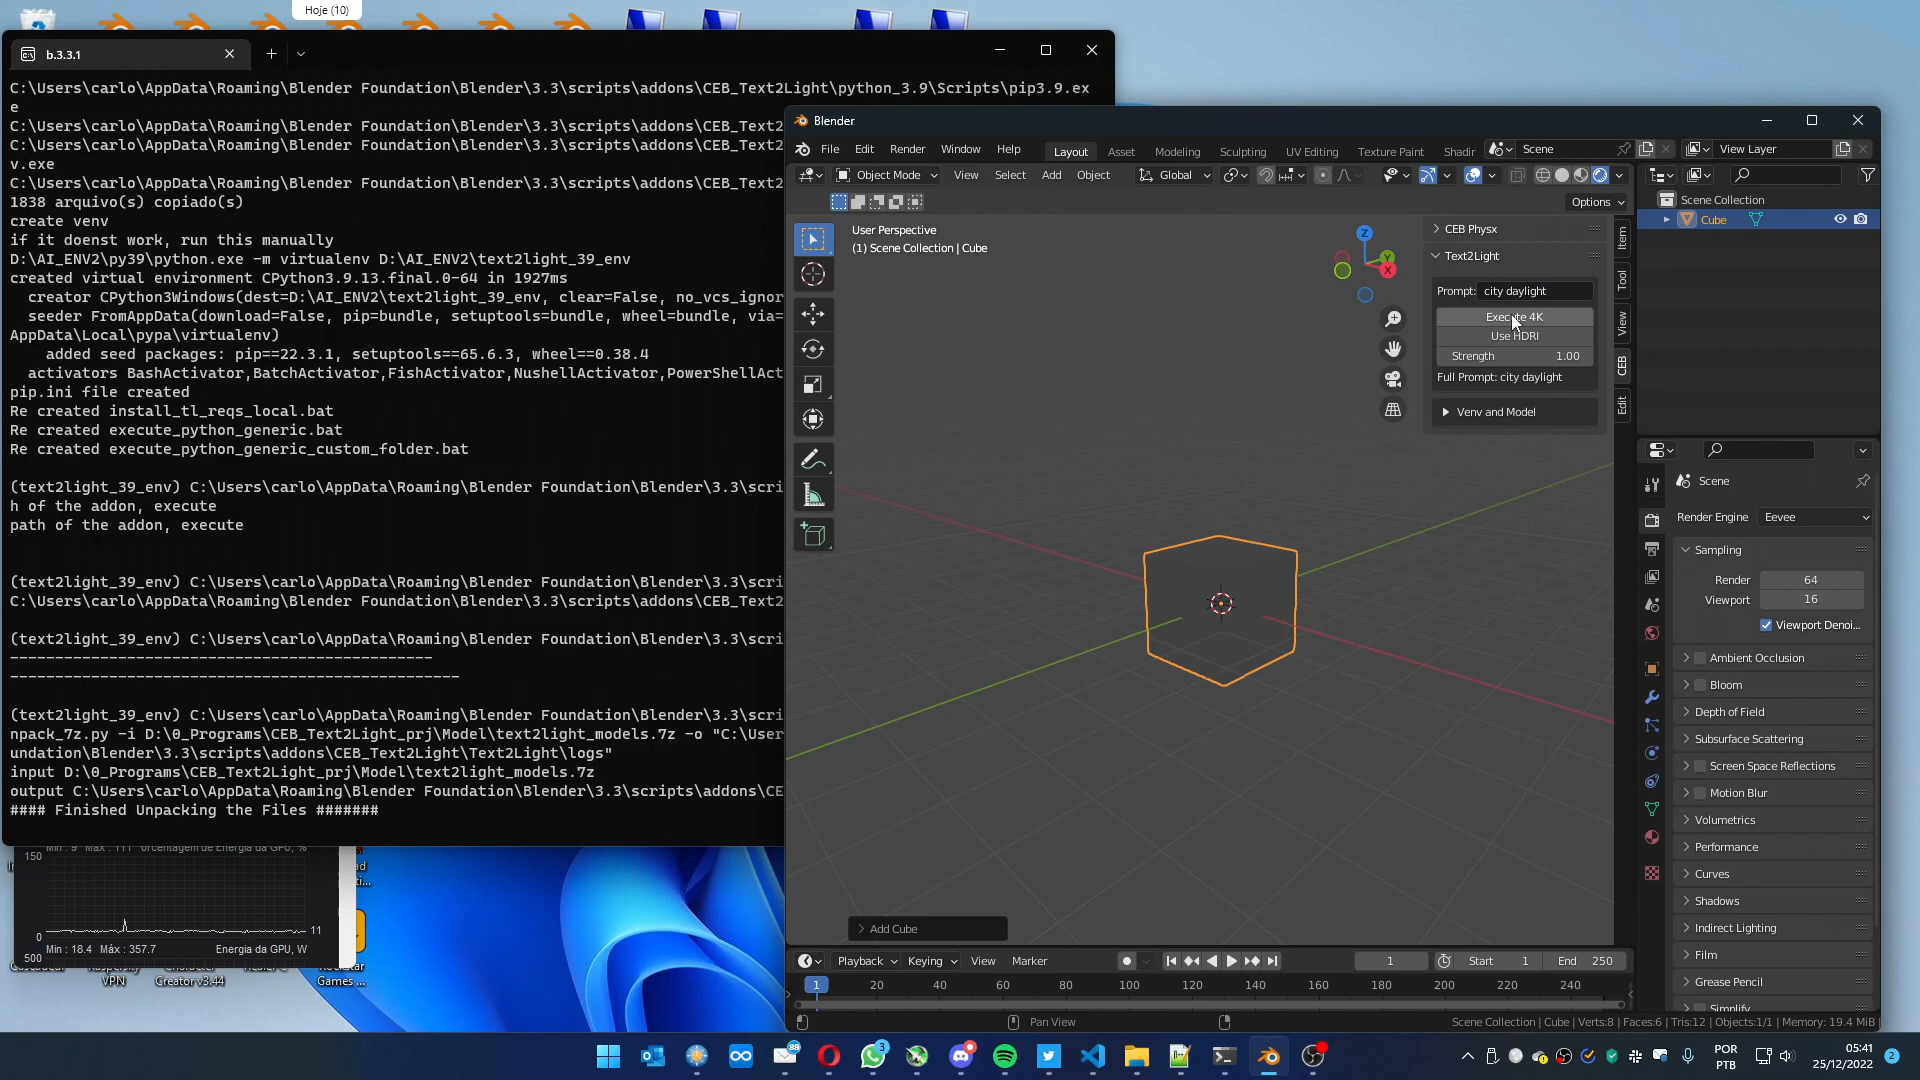 Hoje (10)
b.3.3.1
C:\Users\carlo\AppData\Roaming\Blender Foundation\Blender\3.3\scripts\addons\CEB_Text2Light\python_3.9\Scripts\pip3.9.ex
e
C:\Users\carlo\AppData\Roaming\Blender Foundation\Blender\3.3\scripts\addons\CEB_Text2
C:\Users\carlo\AppData\Roaming\Blender Foundation\Blender\3.3\scripts\addons\CEB_Text2
v.exe
C:\Users\carlo\AppData\Roaming\Blender Foundation\Blender\3.3\scripts\addons\CEB_Text2
1838 arquivo(s) copiado(s)
create venv
if it doenst work, run this manually
D:\AI_ENV2\py39\python.exe -m virtualenv D:\AI_ENV2\text2light_39_env
created virtual environment CPython3.9.13.final.0-64 in 1927ms
creator CPython3Windows(dest=D:\AI_ENV2\text2light_39_env, clear=False, no_vcs_ignor
seeder FromAppData(download=False, pip=bundle, setuptools=bundle, wheel=bundle, via=
AppData\Local\pypa\virtualenv)
added seed packages: pip==22.3.1, setuptools==65.6.3, wheel==0.38.4
activators BashActivator,BatchActivator,FishActivator,NushellActivator,PowerShellAct
pip.ini file created
Re created install_tl_reqs_local.bat
Re created execute_python_generic.bat
Re created execute_python_generic_custom_folder.bat
(text2light_39_env) C:\Users\carlo\AppData\Roaming\Blender Foundation\Blender\3.3\scri
h of the addon, execute
path of the addon, execute
(text2light_39_env) C:\Users\carlo\AppData\Roaming\Blender Foundation\Blender\3.3\scri
C:\Users\carlo\AppData\Roaming\Blender Foundation\Blender\3.3\scripts\addons\CEB_Text2
(text2light_39_env) C:\Users\carlo\AppData\Roaming\Blender Foundation\Blender\3.3\scri
-----------------------------------------------
--------------------------------------------------
(text2light_39_env) C:\Users\carlo\AppData\Roaming\Blender Foundation\Blender\3.3\scri
npack_7z.py -i D:\0_Programs\CEB_Text2Light_prj\Model\text2light_models.7z -o "C:\User
undation\Blender\3.3\scripts\addons\CEB_Text2Light\Text2Light\logs"
input D:\0_Programs\CEB_Text2Light_prj\Model\text2light_models.7z
output C:\Users\carlo\AppData\Roaming\Blender Foundation\Blender\3.3\scripts\addons\CE
#### Finished Unpacking the Files #######
150
0
11
Min : 18.4 Máx : 357.7 Energia da GPU, W
500
VPN
Creator v3.44
Games ...
Blender
File Edit Render Window Help Layout Asset Modeling Sculpting UV Editing Texture Paint Shadir Scene View Layer
Object Mode View Select Add Object Global
Options
User Perspective
(1) Scene Collection | Cube
Z
Y
X
CEB Physx
Text2Light
Prompt: city daylight
Execute 4K
Use HDRI
Strength 1.00
Full Prompt: city daylight
Venv and Model
Item
Tool
View
CEB
Edit
Scene Collection
Cube
Scene
Render Engine Eevee
Sampling
Render 64
Viewport 16
Viewport Denoi...
Ambient Occlusion
Bloom
Depth of Field
Subsurface Scattering
Screen Space Reflections
Motion Blur
Volumetrics
Performance
Curves
Shadows
Indirect Lighting
Film
Grease Pencil
Simplify
Add Cube
Playback Keying View Marker 1 Start 1 End 250
1 20 40 60 80 100 120 140 160 180 200 220 240
Pan View
Scene Collection | Cube | Verts:8 | Faces:6 | Tris:12 | Objects:1/1 | Memory: 19.4 MiB
88
3
POR
PTB
05:41
25/12/2022
2